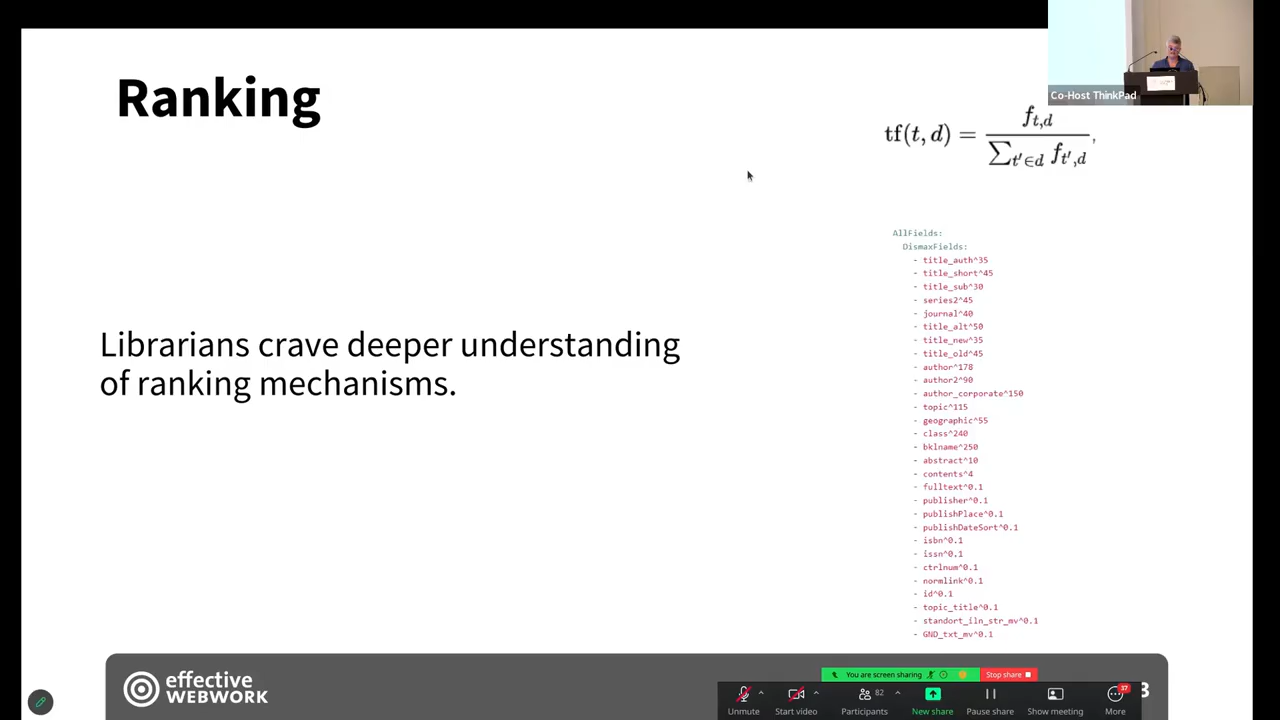 Ranking
Co-Host ThinkPad
tf(t, d) = f_{t,d} / ∑_{t′∈d} f_{t′,d} ,
AllFields:
DismaxFields:
- title_auth^35
- title_short^45
- title_sub^30
- series2^45
- journal^40
- title_alt^50
- title_new^35
- title_old^45
- author^178
- author2^90
- author_corporate^150
- topic^115
- geographic^55
- class^240
- bklname^250
- abstract^10
- contents^4
- fulltext^0.1
- publisher^0.1
- publishPlace^0.1
- publishDateSort^0.1
- isbn^0.1
- issn^0.1
- ctrlnum^0.1
- normlink^0.1
- id^0.1
- topic_title^0.1
- standort_iln_str_mv^0.1
- GND_txt_mv^0.1
Librarians crave deeper understanding
of ranking mechanisms.
effective
WEBWORK
You are screen sharing
Stop share
3
82
37
Unmute
Start video
Participants
New share
Pause share
Show meeting
More